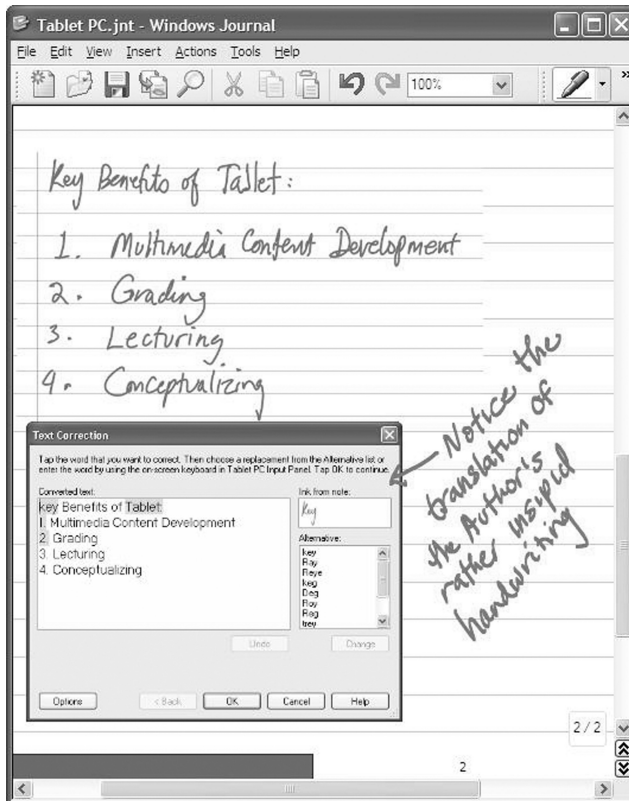 Tablet PC.jnt - Windows Journal
File Edit View Insert Actions Tools Help
100%
Key Benefits of Tablet:
1. Multimedia Content Development
2. Grading
3. Lecturing
4. Conceptualizing
Notice the
translation of
the Author's
rather insipid
handwriting
Text Correction
Tap the word that you want to correct. Then choose a replacement from the Alternative list or
enter the word by using the on-screen keyboard in Tablet PC Input Panel. Tap OK to continue.
Converted text:
key Benefits of Tablet:
1. Multimedia Content Development
2. Grading
3. Lecturing
4. Conceptualizing
Ink from note:
Key
Alternative:
key
Ray
Reye
keg
Deg
Roy
Reg
trey
Undo Change
Options < Back OK Cancel Help
2 / 2
2